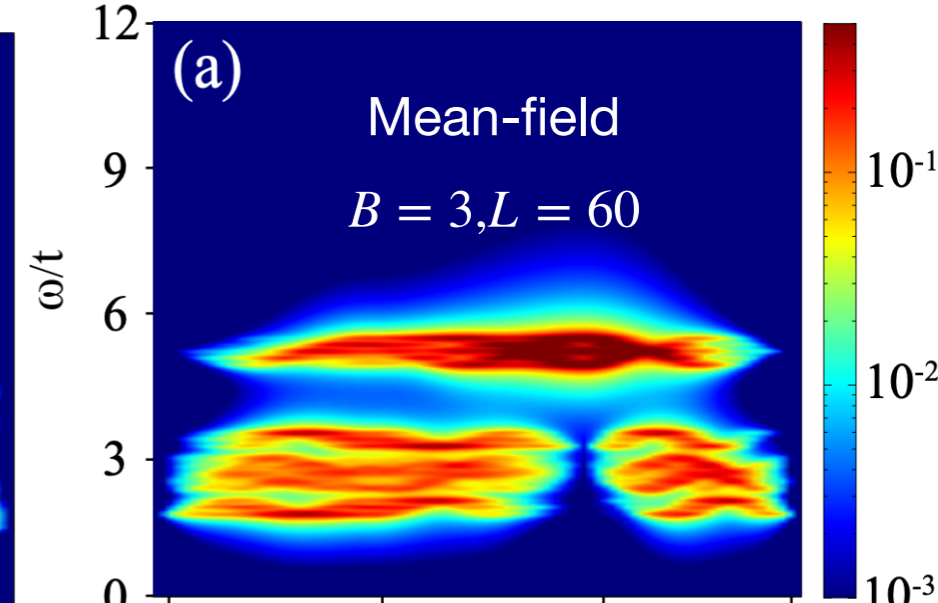 12
(a)
Mean-field
9
B = 3,L = 60
ω/t
6
3
0
10⁻¹
10⁻²
10⁻³